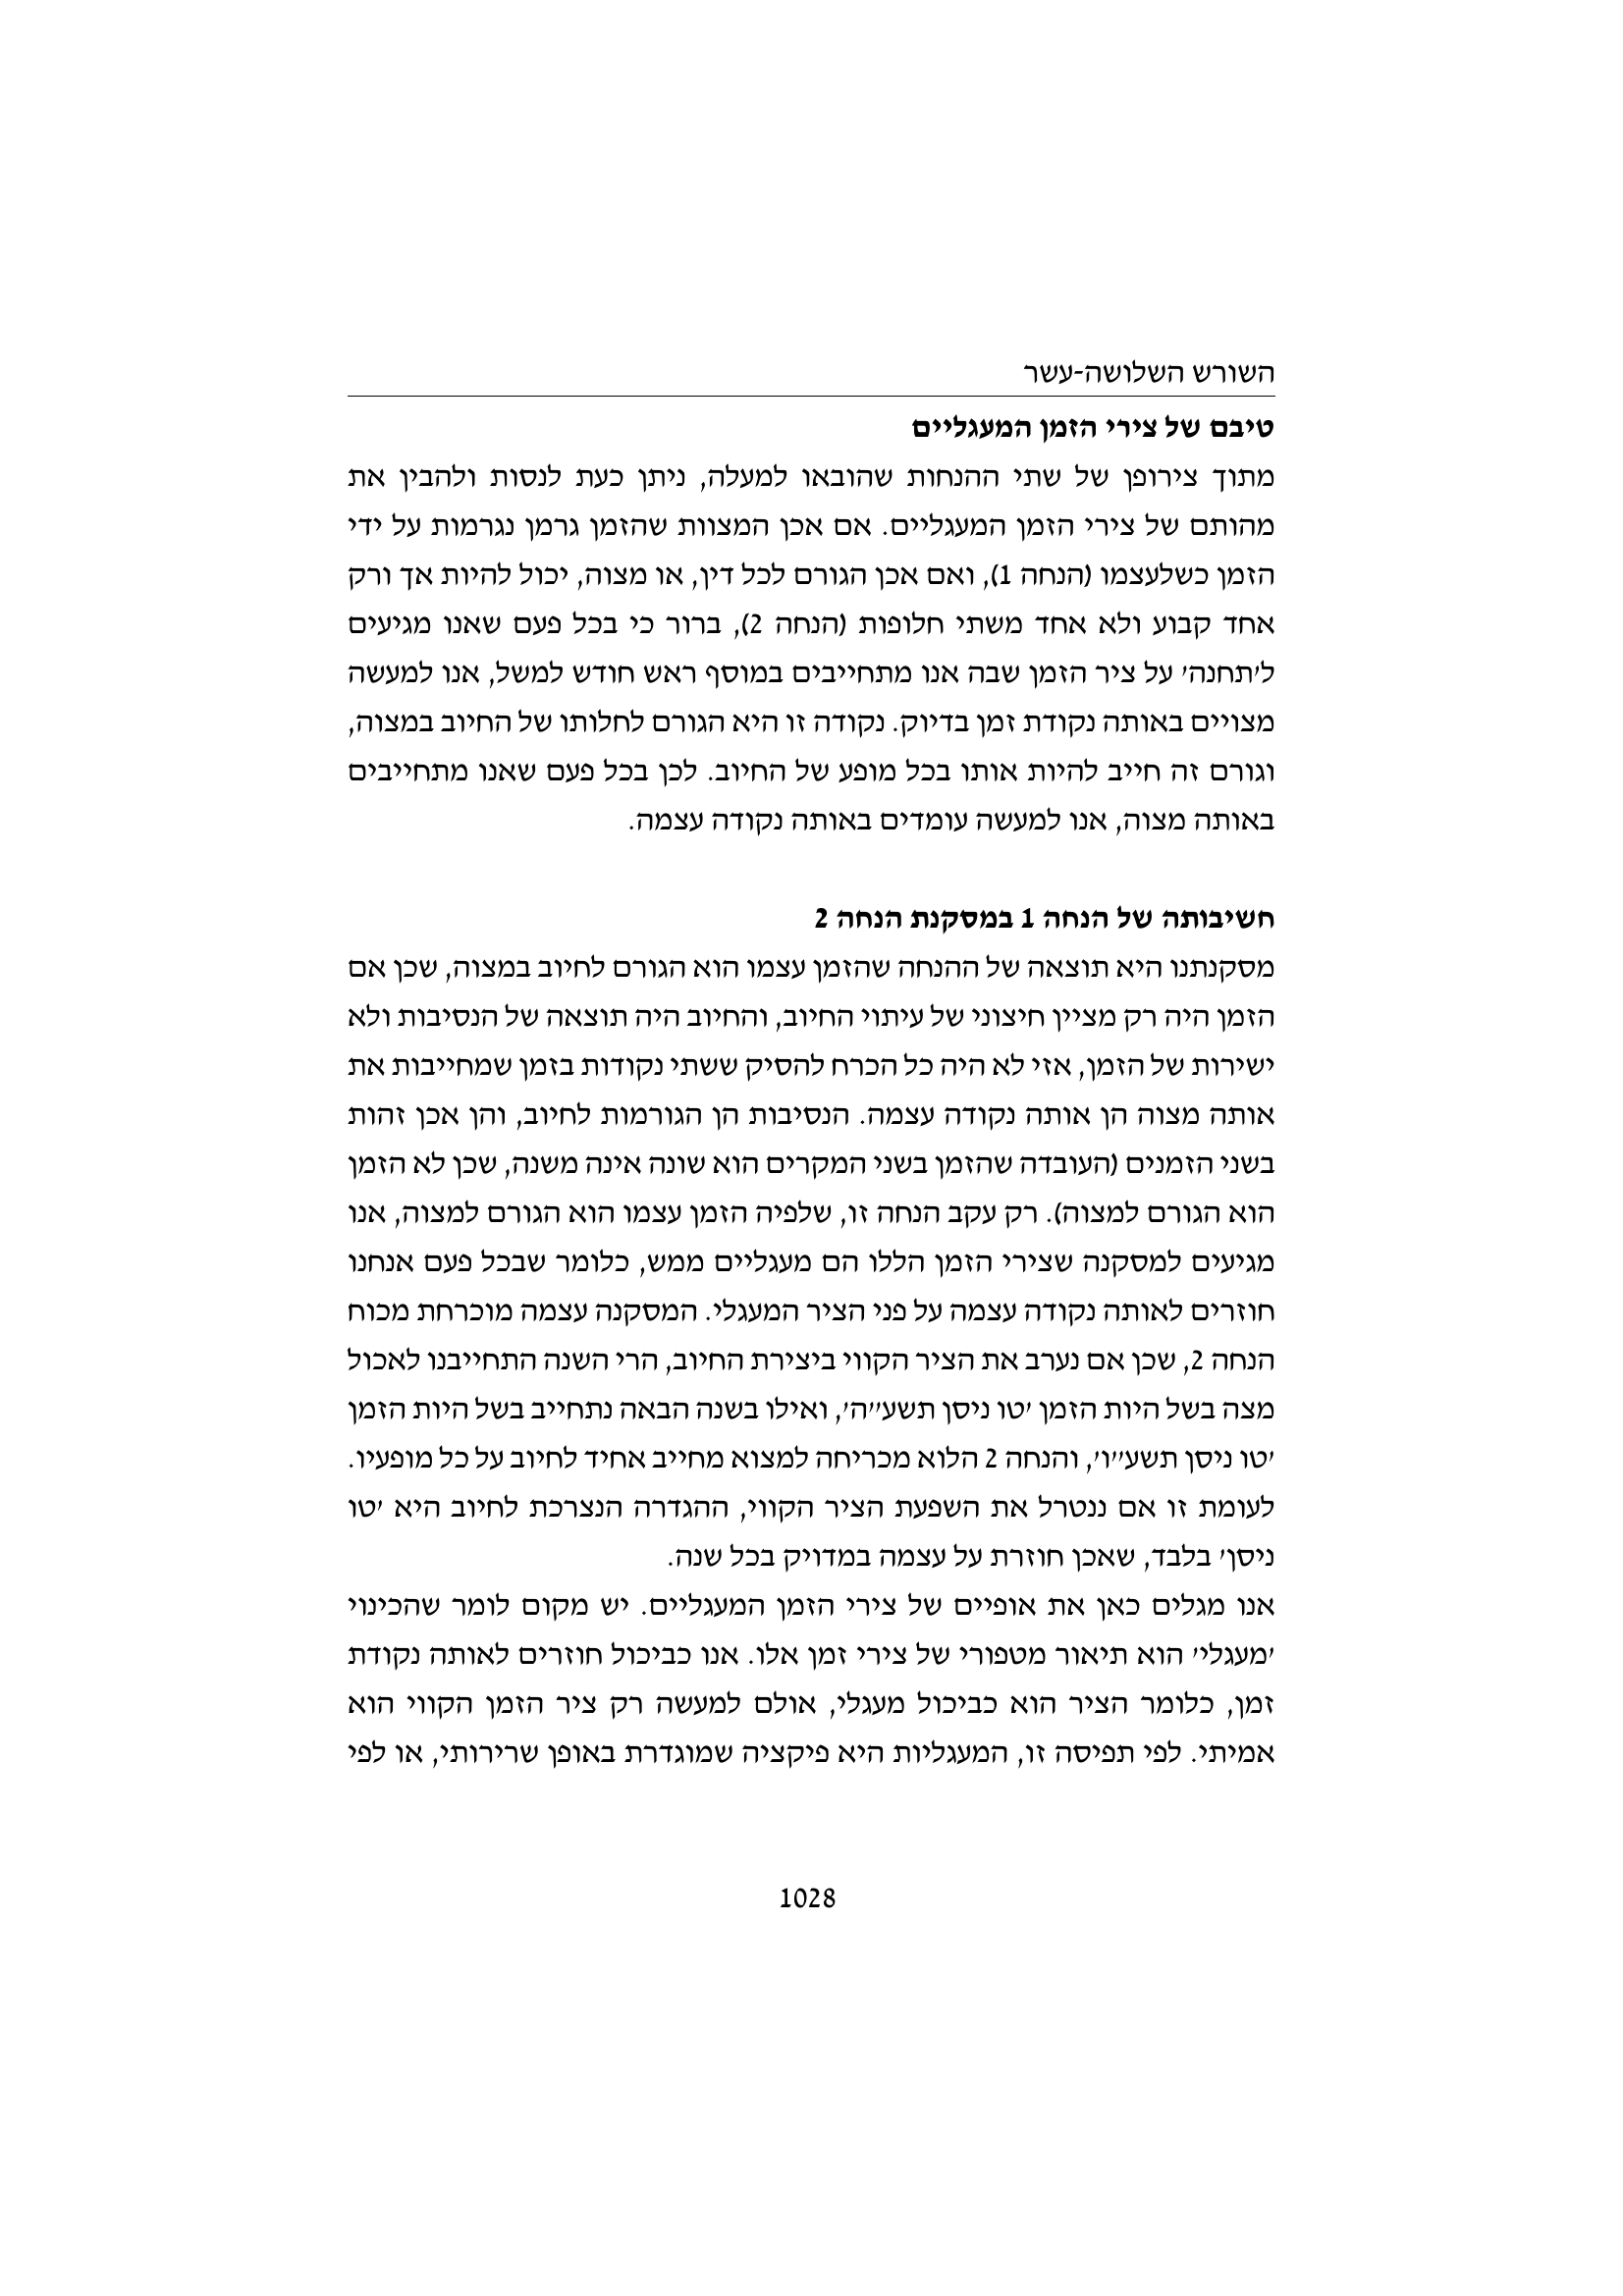 השורש השלושה-עשר
טיבם של צירי הזמן המעגליים
מתוך צירופן של שתי ההנחות שהובאו למעלה, ניתן כעת לנסות ולהבין את
מהותם של צירי הזמן המעגליים. אם אכן המצוות שהזמן גרמן נגרמות על ידי
הזמן כשלעצמו (הנחה 1), ואם אכן הגורם לכל דין, או מצוה, יכול להיות אך ורק
אחד קבוע ולא אחד משתי חלופות (הנחה 2), ברור כי בכל פעם שאנו מגיעים
ל'תחנה' על ציר הזמן שבה אנו מתחייבים במוסף ראש חודש למשל, אנו למעשה
מצויים באותה נקודת זמן בדיוק. נקודה זו היא הגורם לחלותו של החיוב במצוה,
וגורם זה חייב להיות אותו בכל מופע של החיוב. לכן בכל פעם שאנו מתחייבים
באותה מצוה, אנו למעשה עומדים באותה נקודה עצמה.
חשיבותה של הנחה 1 במסקנת הנחה 2
מסקנתנו היא תוצאה של ההנחה שהזמן עצמו הוא הגורם לחיוב במצוה, שכן אם
הזמן היה רק מציין חיצוני של עיתוי החיוב, והחיוב היה תוצאה של הנסיבות ולא
ישירות של הזמן, אזי לא היה כל הכרח להסיק ששתי נקודות בזמן שמחייבות את
אותה מצוה הן אותה נקודה עצמה. הנסיבות הן הגורמות לחיוב, והן אכן זהות
בשני הזמנים (העובדה שהזמן בשני המקרים הוא שונה אינה משנה, שכן לא הזמן
הוא הגורם למצוה). רק עקב הנחה זו, שלפיה הזמן עצמו הוא הגורם למצוה, אנו
מגיעים למסקנה שצירי הזמן הללו הם מעגליים ממש, כלומר שבכל פעם אנחנו
חוזרים לאותה נקודה עצמה על פני הציר המעגלי. המסקנה עצמה מוכרחת מכוח
הנחה 2, שכן אם נערב את הציר הקווי ביצירת החיוב, הרי השנה התחייבנו לאכול
מצה בשל היות הזמן 'טו ניסן תשע''ה', ואילו בשנה הבאה נתחייב בשל היות הזמן
'טו ניסן תשע''ו', והנחה 2 הלוא מכריחה למצוא מחייב אחיד לחיוב על כל מופעיו.
לעומת זו אם ננטרל את השפעת הציר הקווי, ההגדרה הנצרכת לחיוב היא 'טו
ניסן' בלבד, שאכן חוזרת על עצמה במדויק בכל שנה.
אנו מגלים כאן את אופיים של צירי הזמן המעגליים. יש מקום לומר שהכינוי
'מעגלי' הוא תיאור מטפורי של צירי זמן אלו. אנו כביכול חוזרים לאותה נקודת
זמן, כלומר הציר הוא כביכול מעגלי, אולם למעשה רק ציר הזמן הקווי הוא
אמיתי. לפי תפיסה זו, המעגליות היא פיקציה שמוגדרת באופן שרירותי, או לפי
1028